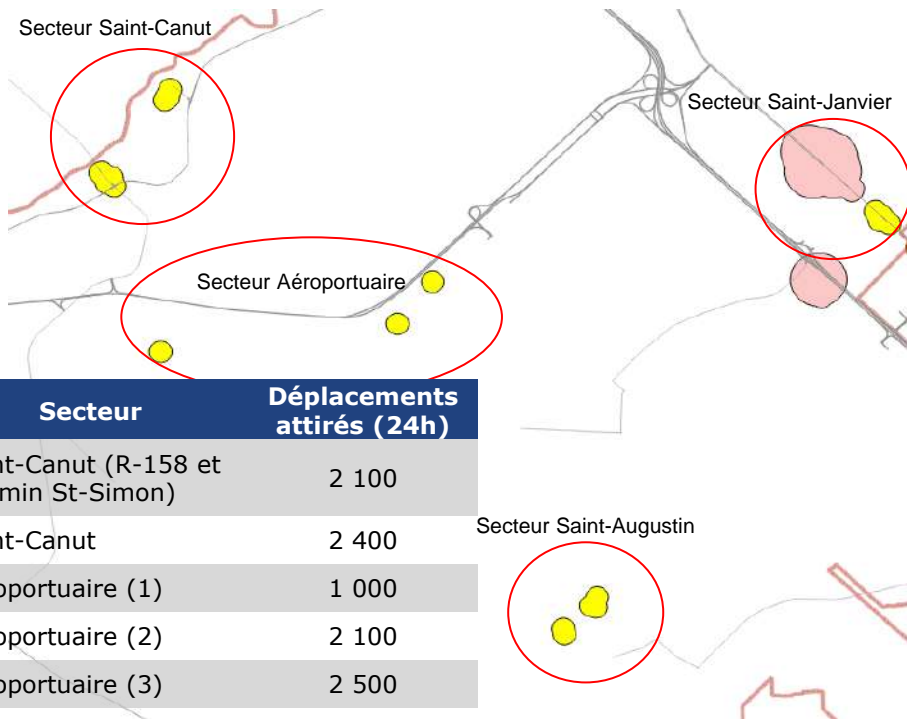 Secteur Saint-Canut
Secteur Saint-Janvier
Secteur Aéroportuaire
Secteur Déplacements
attirés (24h)
nt-Canut (R-158 et
min St-Simon) 2 100
nt-Canut 2 400
oportuaire (1) 1 000
oportuaire (2) 2 100
oportuaire (3) 2 500
Secteur Saint-Augustin